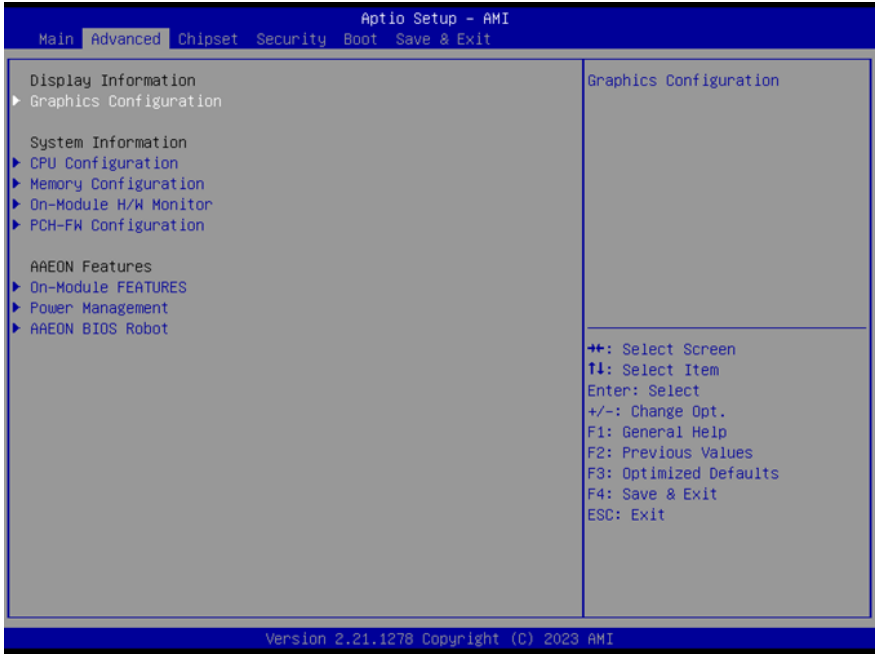 Aptio Setup – AMI
Main Advanced Chipset Security Boot Save & Exit
Display Information
Graphics Configuration
System Information
CPU Configuration
Memory Configuration
On-Module H/W Monitor
PCH-FW Configuration
AAEON Features
On-Module FEATURES
Power Management
AAEON BIOS Robot
Graphics Configuration
→←: Select Screen
↑↓: Select Item
Enter: Select
+/-: Change Opt.
F1: General Help
F2: Previous Values
F3: Optimized Defaults
F4: Save & Exit
ESC: Exit
Version 2.21.1278 Copyright (C) 2023 AMI